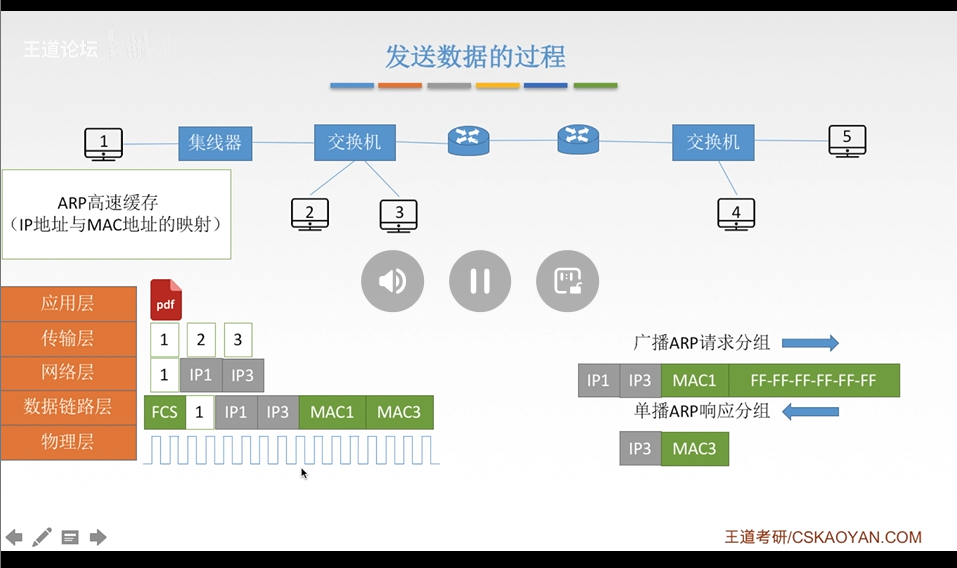 王道论坛
发送数据的过程
1
集线器
交换机
交换机
5
2
3
4
ARP高速缓存
（IP地址与MAC地址的映射）
应用层
pdf
传输层
1 2 3
网络层
1 IP1 IP3
数据链路层
FCS 1 IP1 IP3 MAC1 MAC3
物理层
广播ARP请求分组
IP1 IP3 MAC1 FF-FF-FF-FF-FF-FF
单播ARP响应分组
IP3 MAC3
王道考研/CSKAOYAN.COM